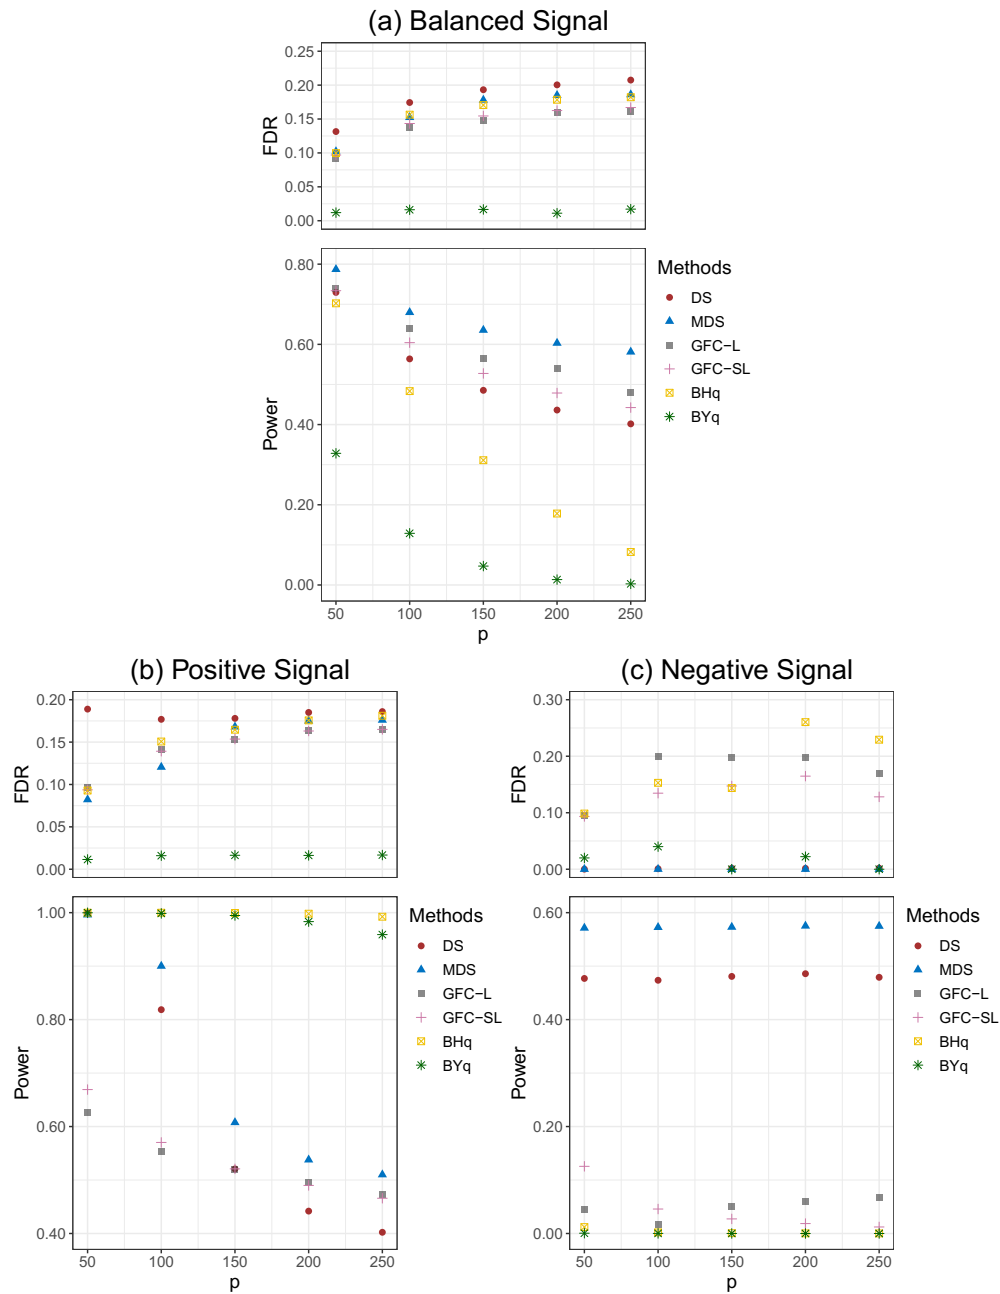 (a) Balanced Signal
0.25
0.20
0.15
0.10
0.05
0.00
FDR
0.80
0.60
0.40
0.20
0.00
Power
50 100 150 200 250
p
Methods
DS
MDS
GFC−L
GFC−SL
BHq
BYq
(b) Positive Signal
0.20
0.15
0.10
0.05
0.00
FDR
1.00
0.80
0.60
0.40
Power
50 100 150 200 250
p
Methods
DS
MDS
GFC−L
GFC−SL
BHq
BYq
(c) Negative Signal
0.30
0.20
0.10
0.00
FDR
0.60
0.40
0.20
0.00
Power
50 100 150 200 250
p
Methods
DS
MDS
GFC−L
GFC−SL
BHq
BYq